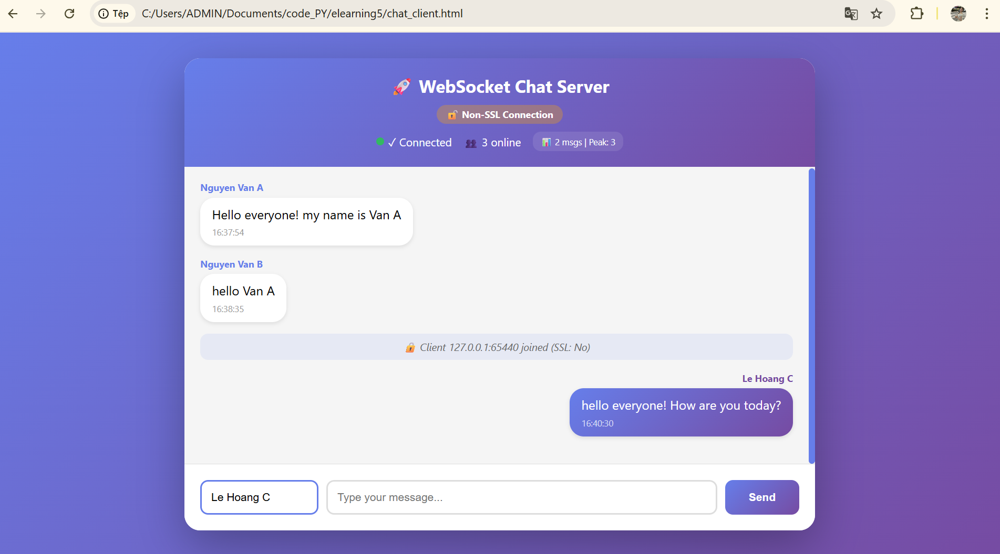 Tệp C:/Users/ADMIN/Documents/code_PY/elearning5/chat_client.html
🚀 WebSocket Chat Server
🔓 Non-SSL Connection
✓ Connected 👥 3 online 📊 2 msgs | Peak: 3
Nguyen Van A
Hello everyone! my name is Van A
16:37:54
Nguyen Van B
hello Van A
16:38:35
🔒 Client 127.0.0.1:65440 joined (SSL: No)
Le Hoang C
hello everyone! How are you today?
16:40:30
Le Hoang C Type your message... Send